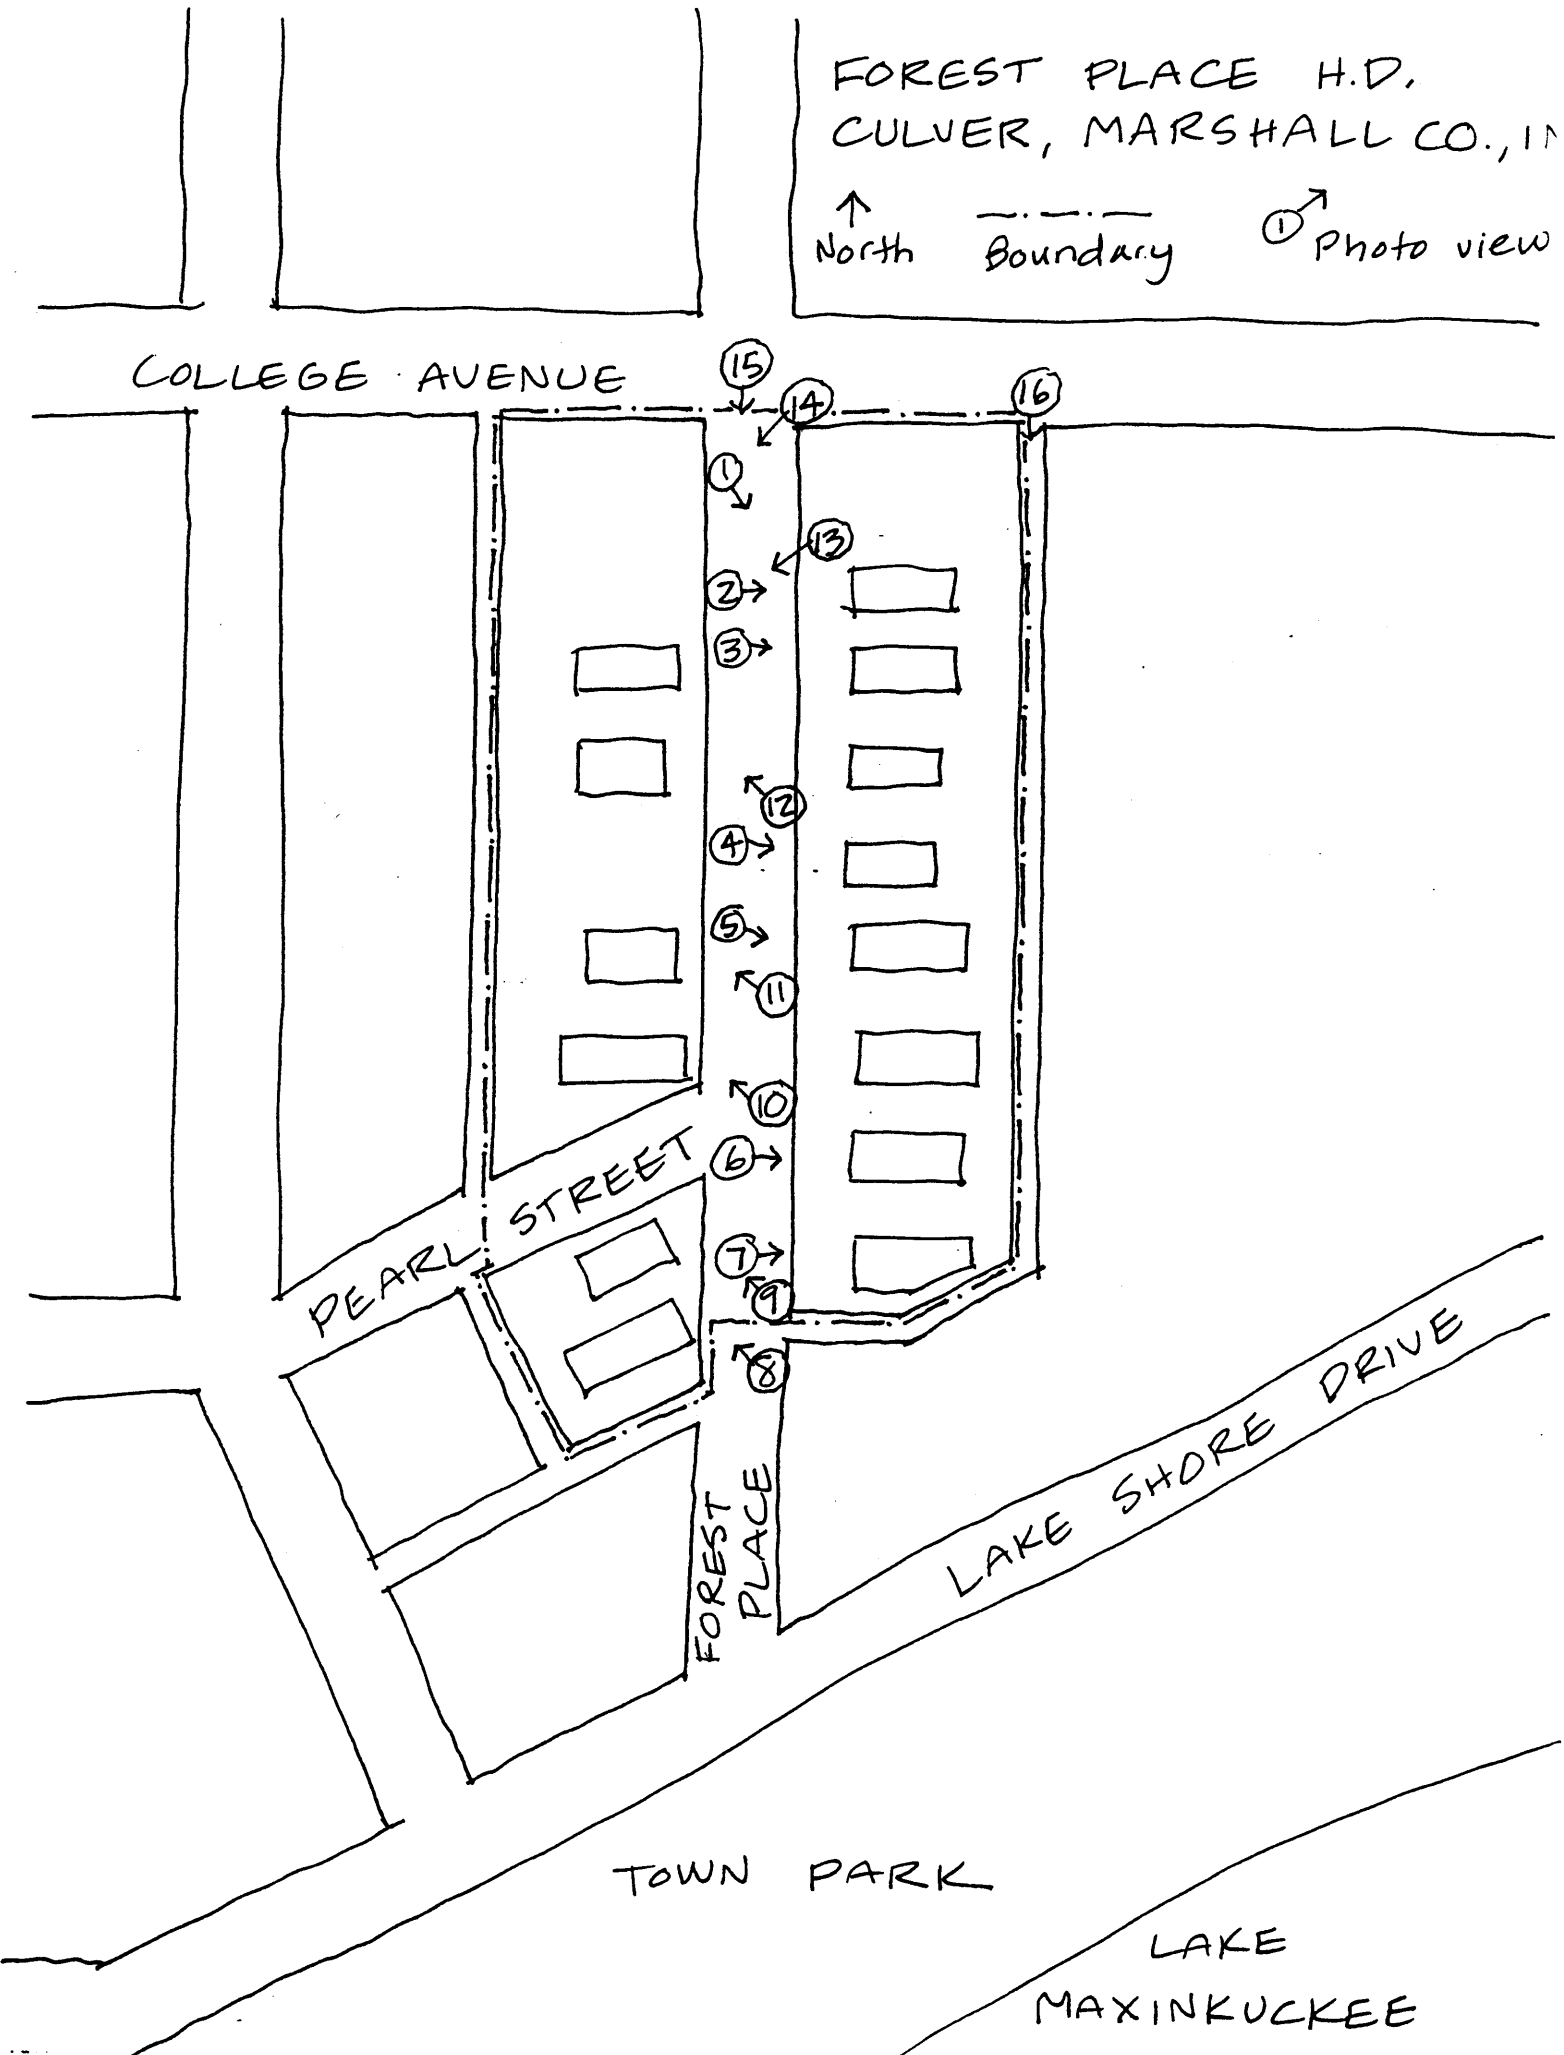 FOREST PLACE H.D.
CULVER, MARSHALL CO., IN
North
Boundary
1
Photo view
COLLEGE AVENUE
15
14
16
1
13
2
3
12
4
5
11
10
6
PEARL STREET
7
9
8
FOREST
PLACE
LAKE SHORE DRIVE
TOWN PARK
LAKE
MAXINKUCKEE